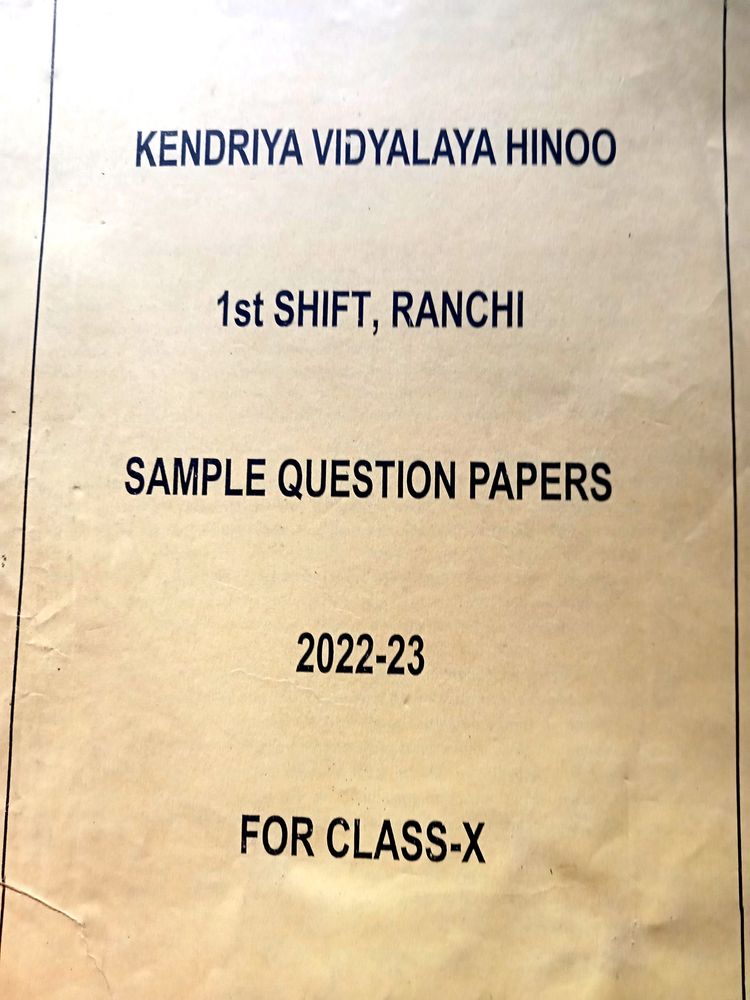 KENDRIYA VIDYALAYA HINOO
1st SHIFT, RANCHI
SAMPLE QUESTION PAPERS
2022-23
FOR CLASS-X